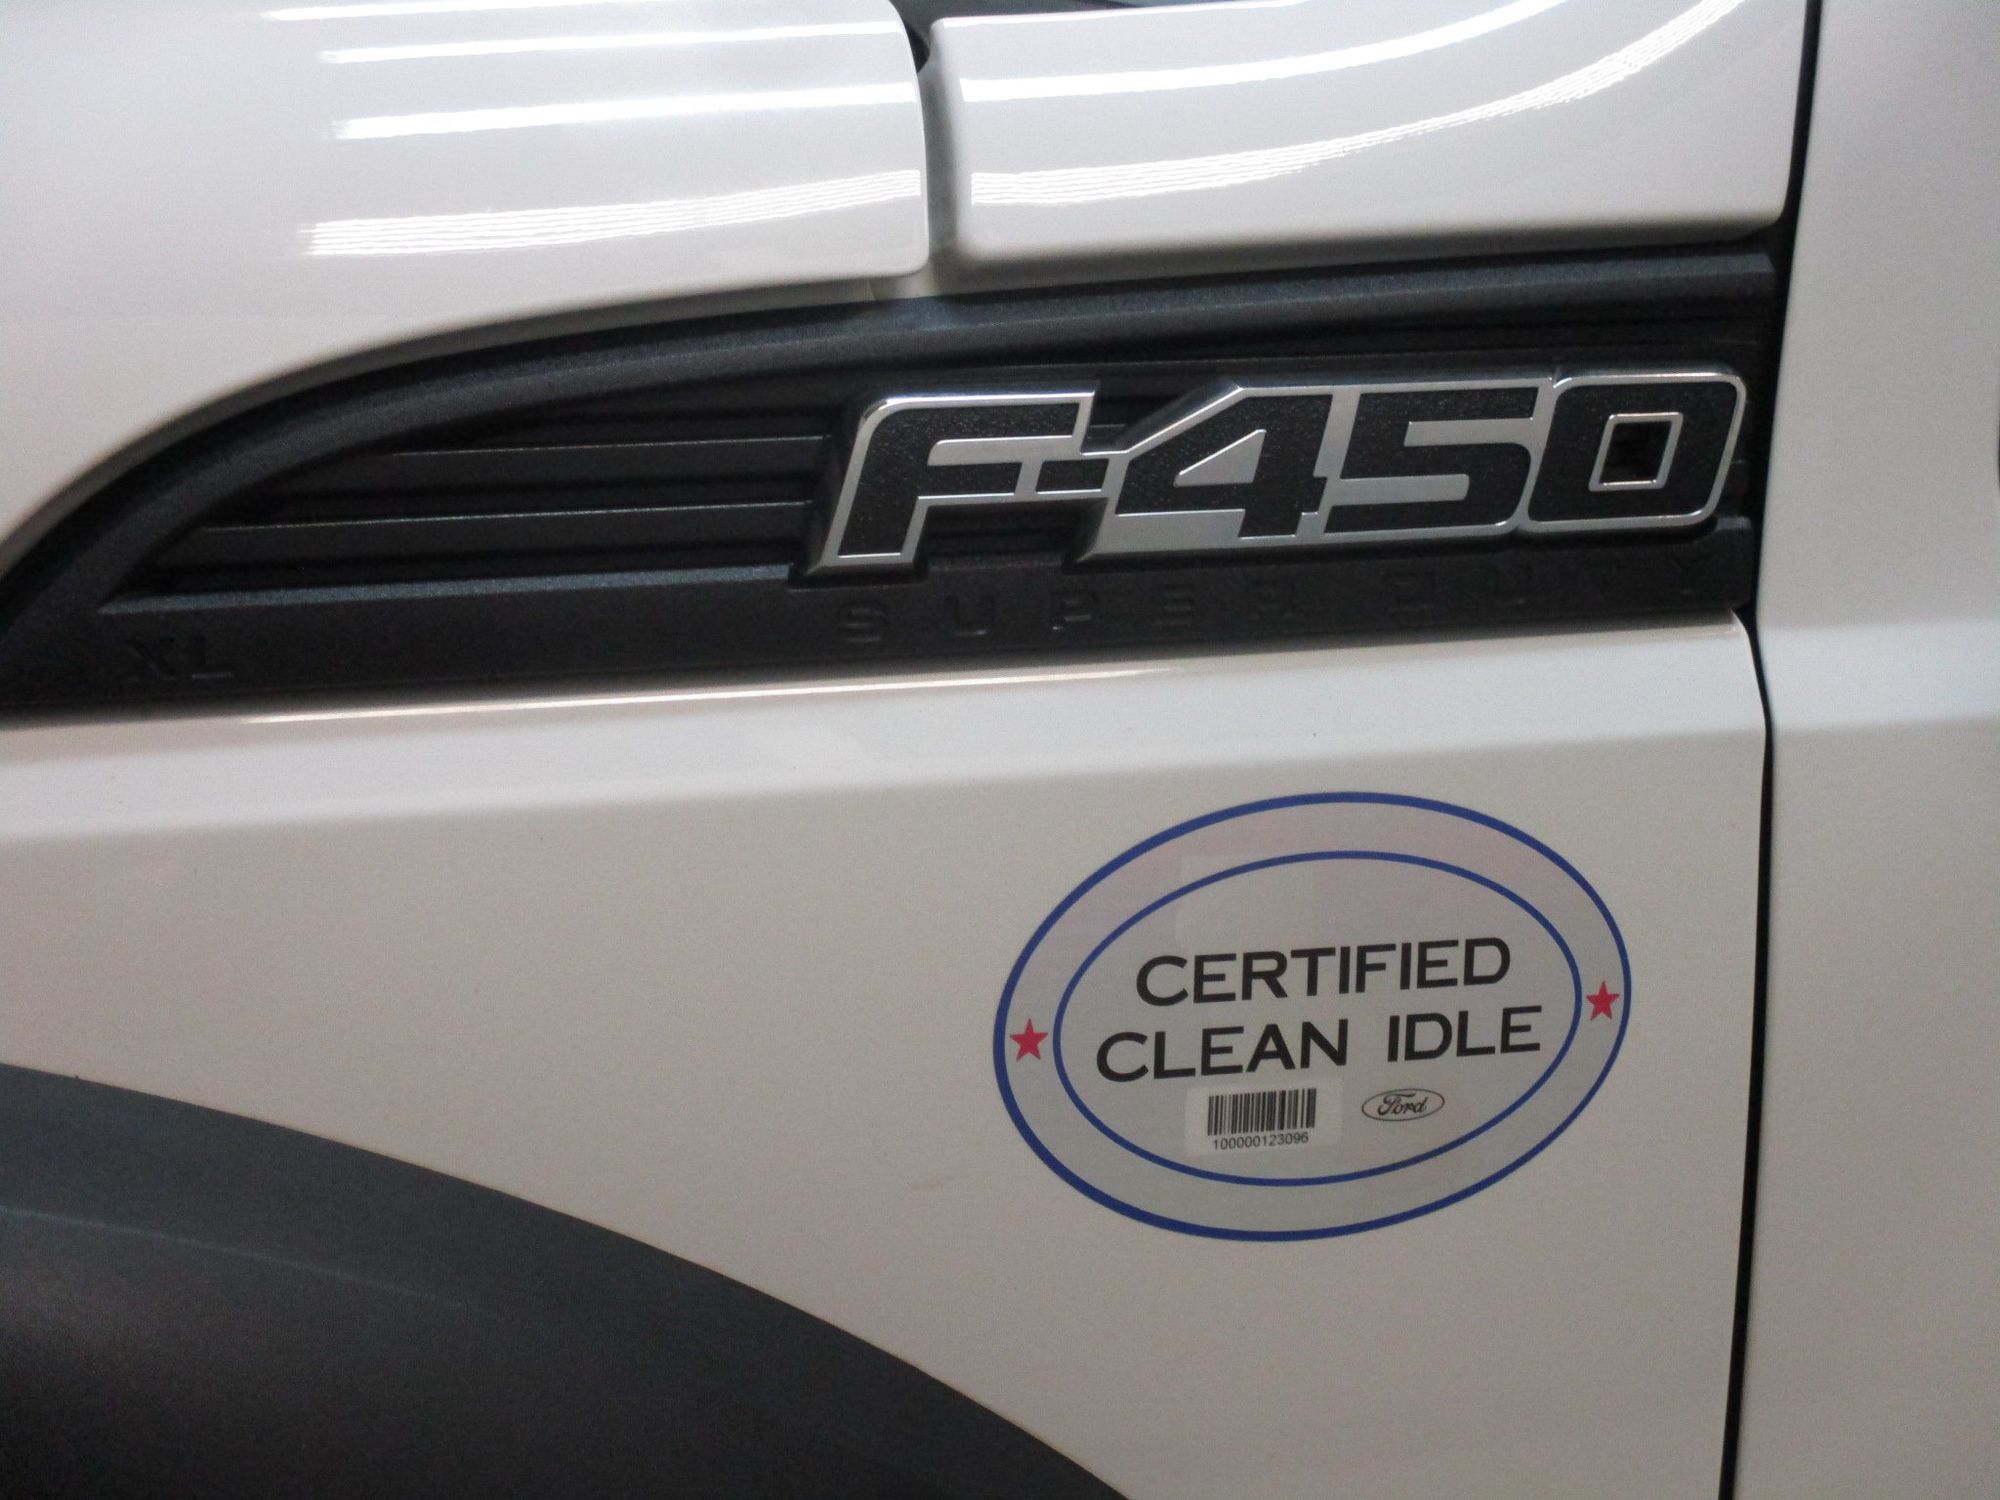 F-450
SUPER DUTY
XL
CERTIFIED
CLEAN IDLE
100000123096
Ford